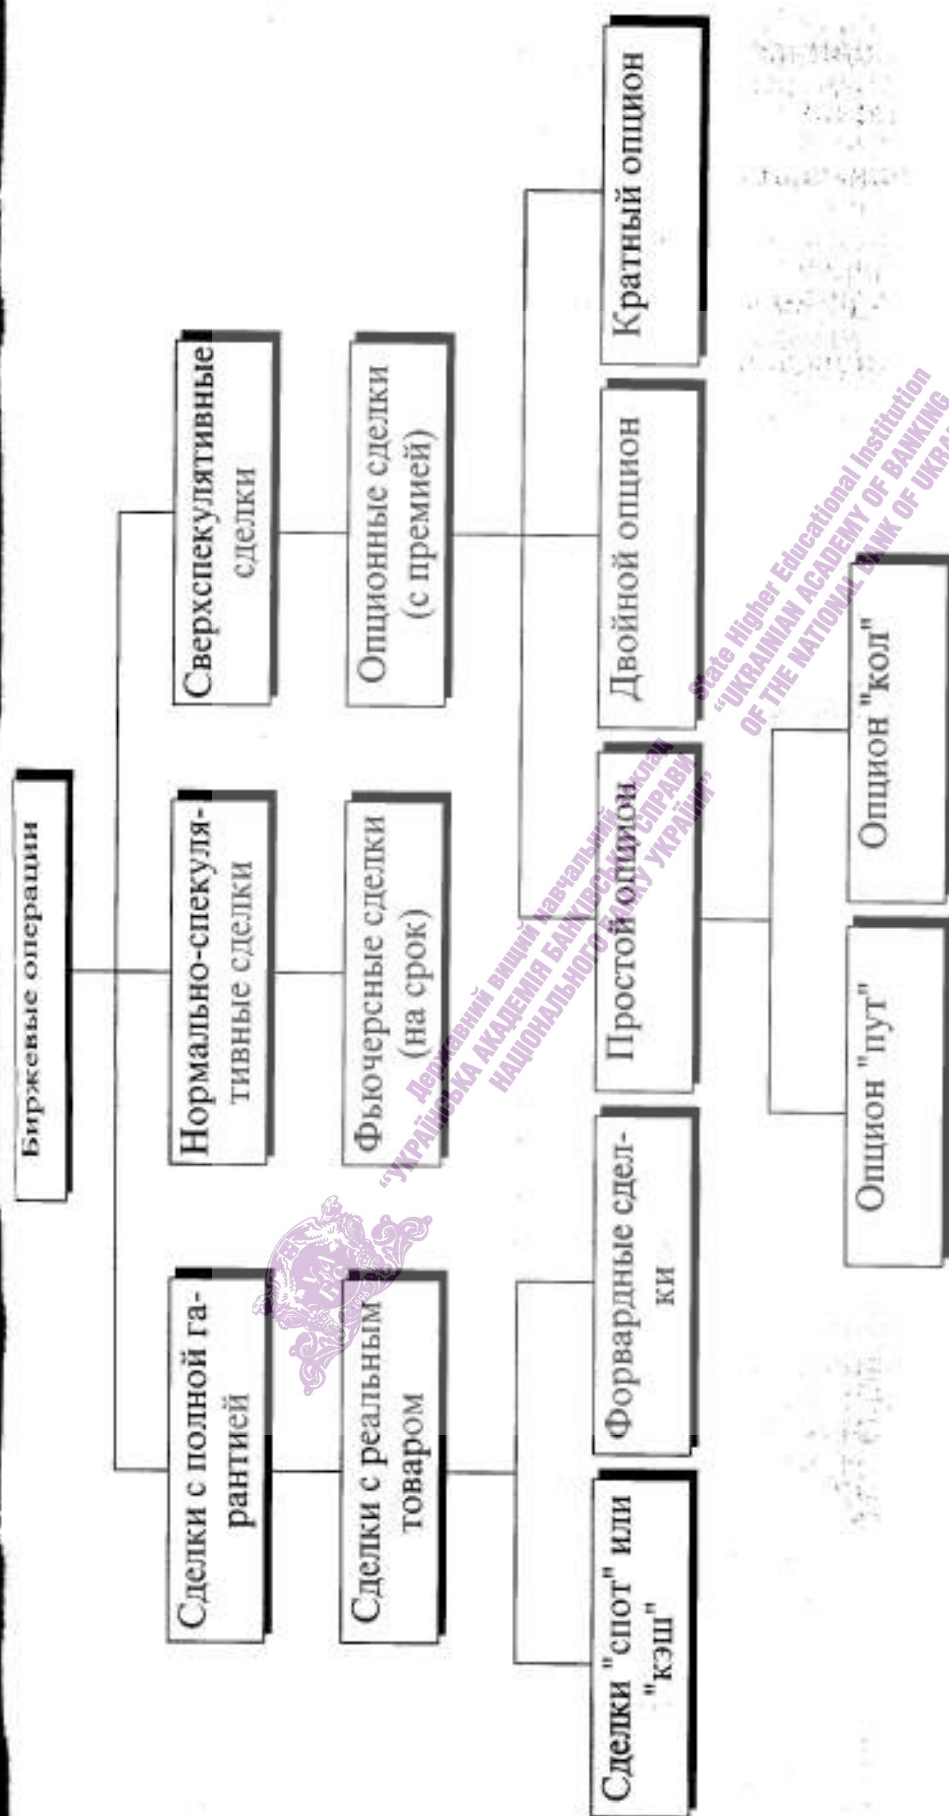 Биржевые операции
Сделки с полной га-
рантией
Нормально-спекуля-
тивные сделки
Сверхспекулятивные
сделки
Сделки с реальным
товаром
Фьючерсные сделки
(на срок)
Опционные сделки
(с премией)
Сделки "спот" или
"кэш"
Форвардные сдел-
ки
Простой опцион
Двойной опцион
Кратный опцион
Опцион "пут"
Опцион "кол"
Державний вищий навчальний заклад
“УКРАЇНСЬКА АКАДЕМІЯ БАНКІВСЬКОЇ СПРАВИ
НАЦІОНАЛЬНОГО БАНКУ УКРАЇНИ”
State Higher Educational Institution
“UKRAINIAN ACADEMY OF BANKING
OF THE NATIONAL BANK OF UKRA